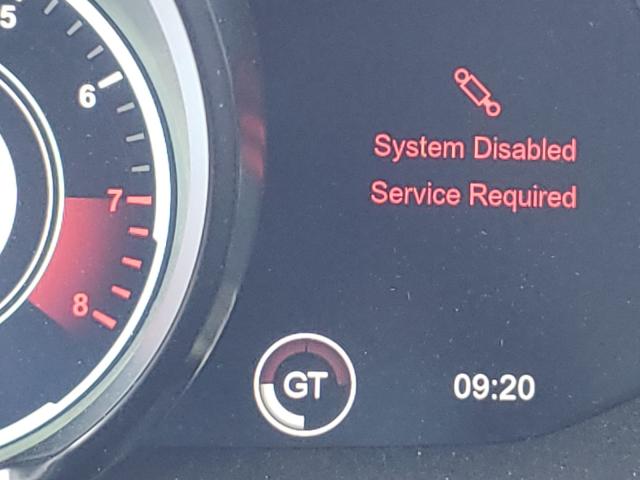 5
6
7
8
System Disabled
Service Required
GT
09:20